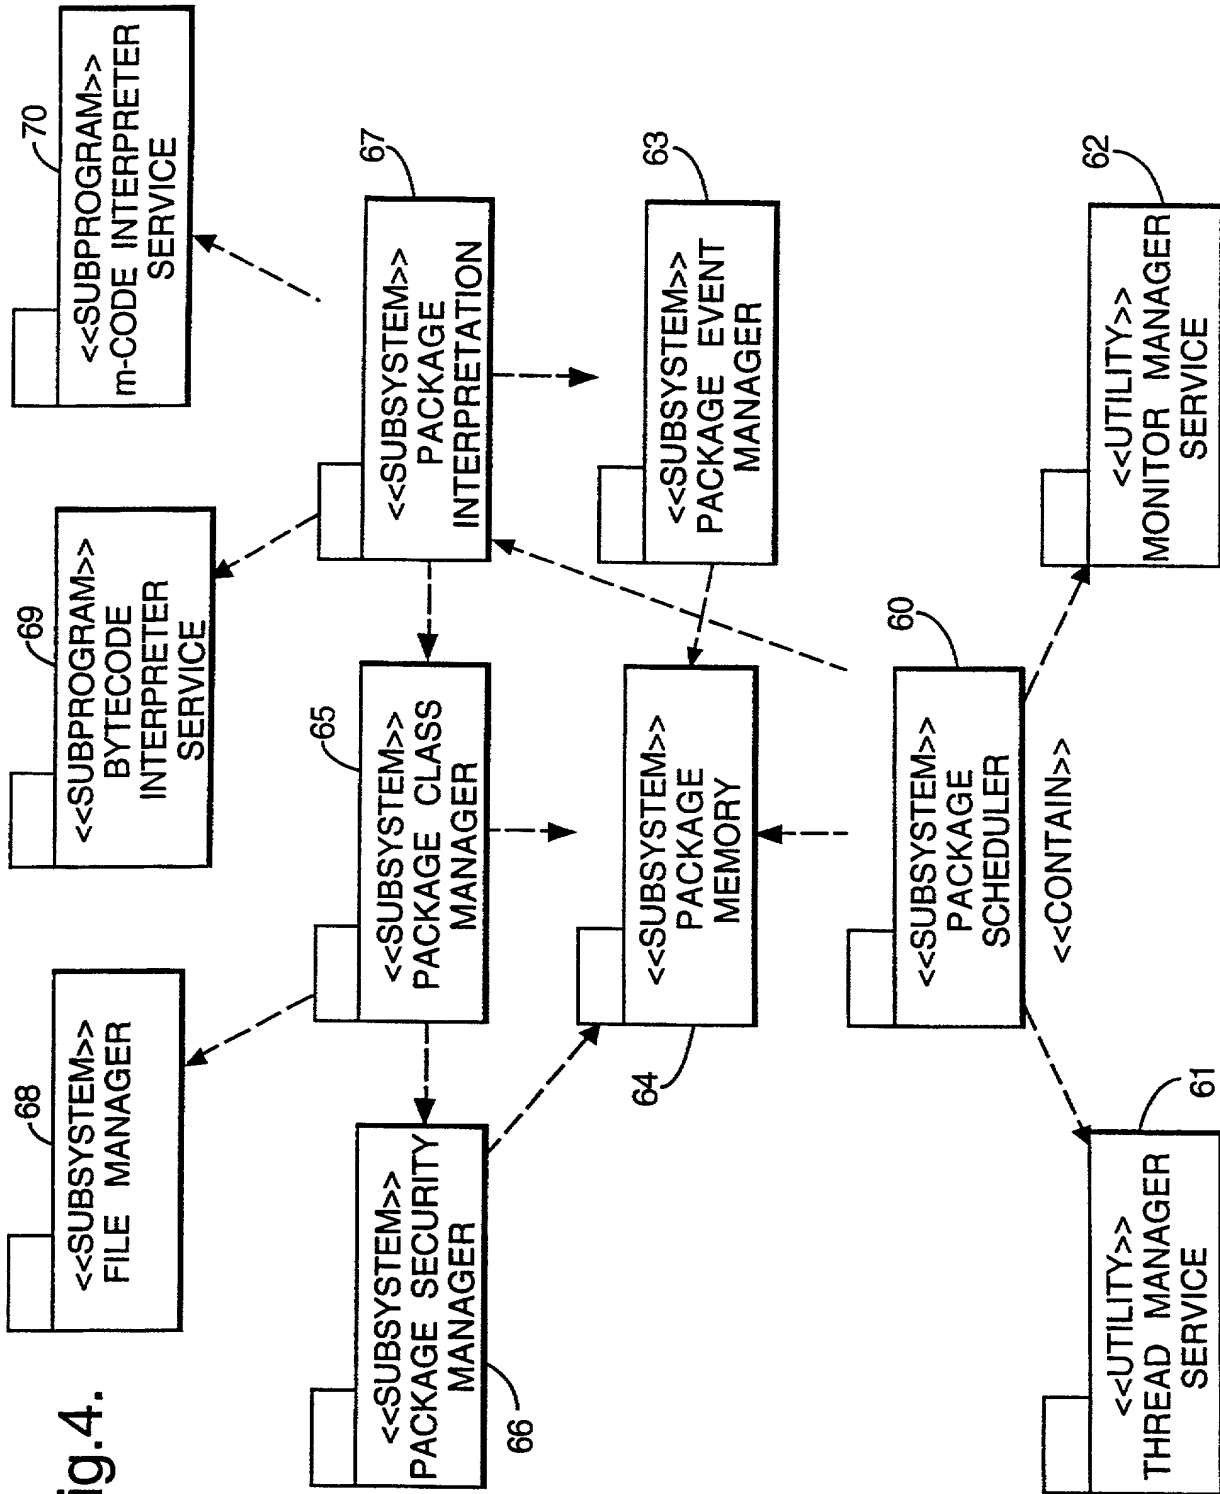 ig.4.
68
<<SUBSYSTEM>>
FILE MANAGER
69
<<SUBPROGRAM>>
BYTECODE
INTERPRETER
SERVICE
70
<<SUBPROGRAM>>
m-CODE INTERPRETER
SERVICE
66
<<SUBSYSTEM>>
PACKAGE SECURITY
MANAGER
65
<<SUBSYSTEM>>
PACKAGE CLASS
MANAGER
67
<<SUBSYSTEM>>
PACKAGE
INTERPRETATION
64
<<SUBSYSTEM>>
PACKAGE
MEMORY
63
<<SUBSYSTEM>>
PACKAGE EVENT
MANAGER
60
<<SUBSYSTEM>>
PACKAGE
SCHEDULER
<<CONTAIN>>
61
<<UTILITY>>
THREAD MANAGER
SERVICE
62
<<UTILITY>>
MONITOR MANAGER
SERVICE